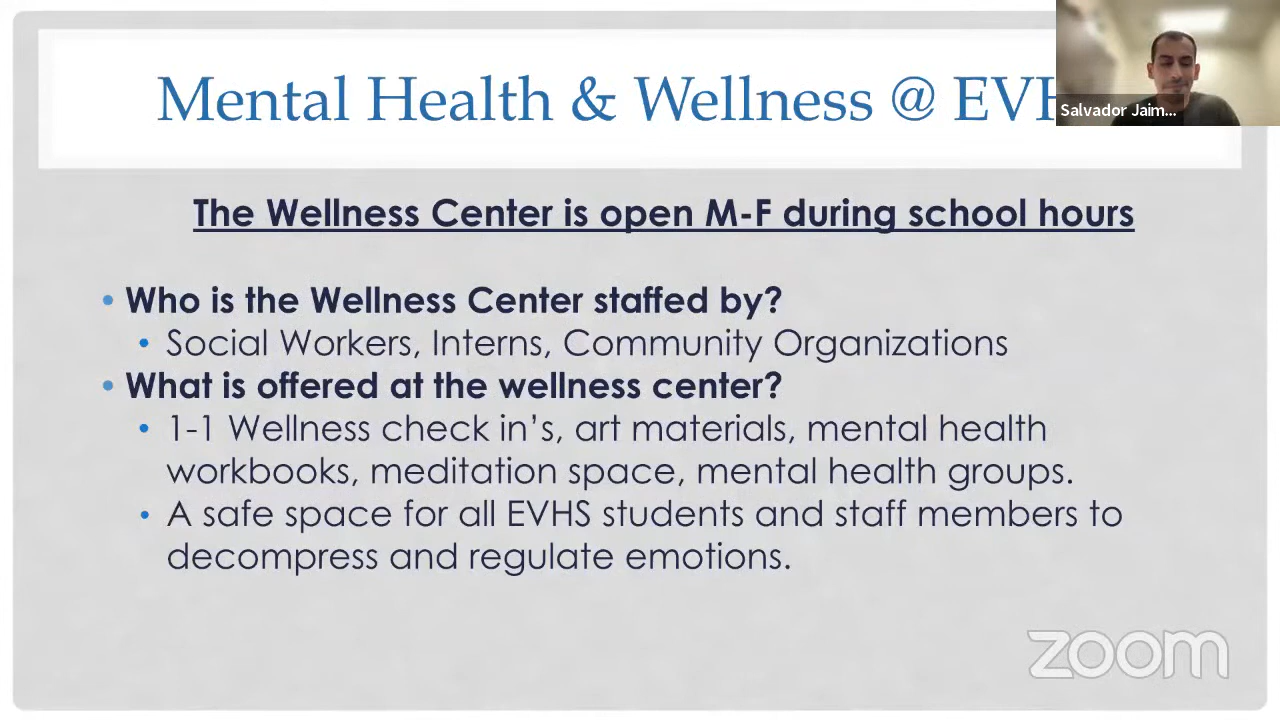 Mental Health & Wellness @ EVH
Salvador Jaim...
The Wellness Center is open M-F during school hours
• Who is the Wellness Center staffed by?
• Social Workers, Interns, Community Organizations
• What is offered at the wellness center?
• 1-1 Wellness check in’s, art materials, mental health
workbooks, meditation space, mental health groups.
• A safe space for all EVHS students and staff members to
decompress and regulate emotions.
zoom